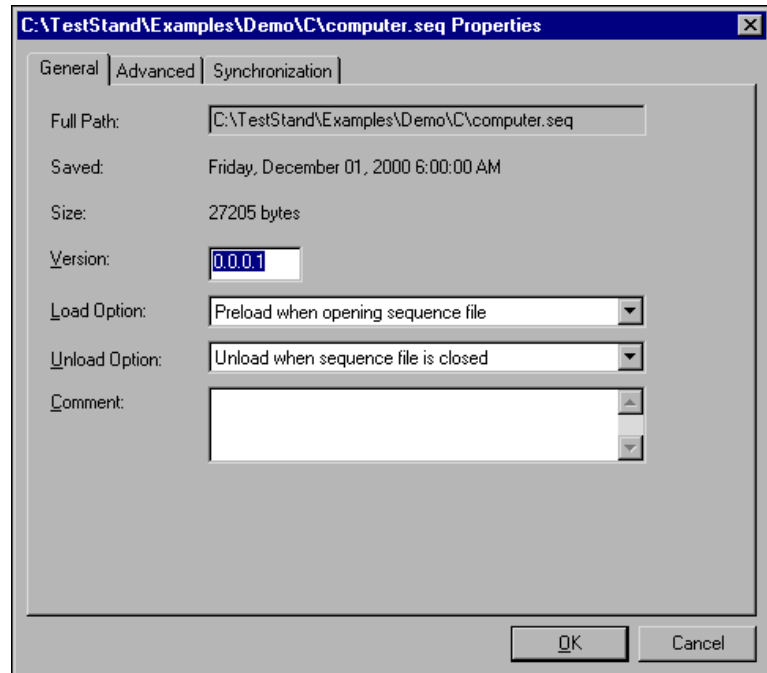 C:\TestStand\Examples\Demo\C\computer.seq Properties
General Advanced Synchronization
Full Path: C:\TestStand\Examples\Demo\C\computer.seq
Saved: Friday, December 01, 2000 6:00:00 AM
Size: 27205 bytes
Version: 0.0.0.1
Load Option: Preload when opening sequence file
Unload Option: Unload when sequence file is closed
Comment:
OK Cancel